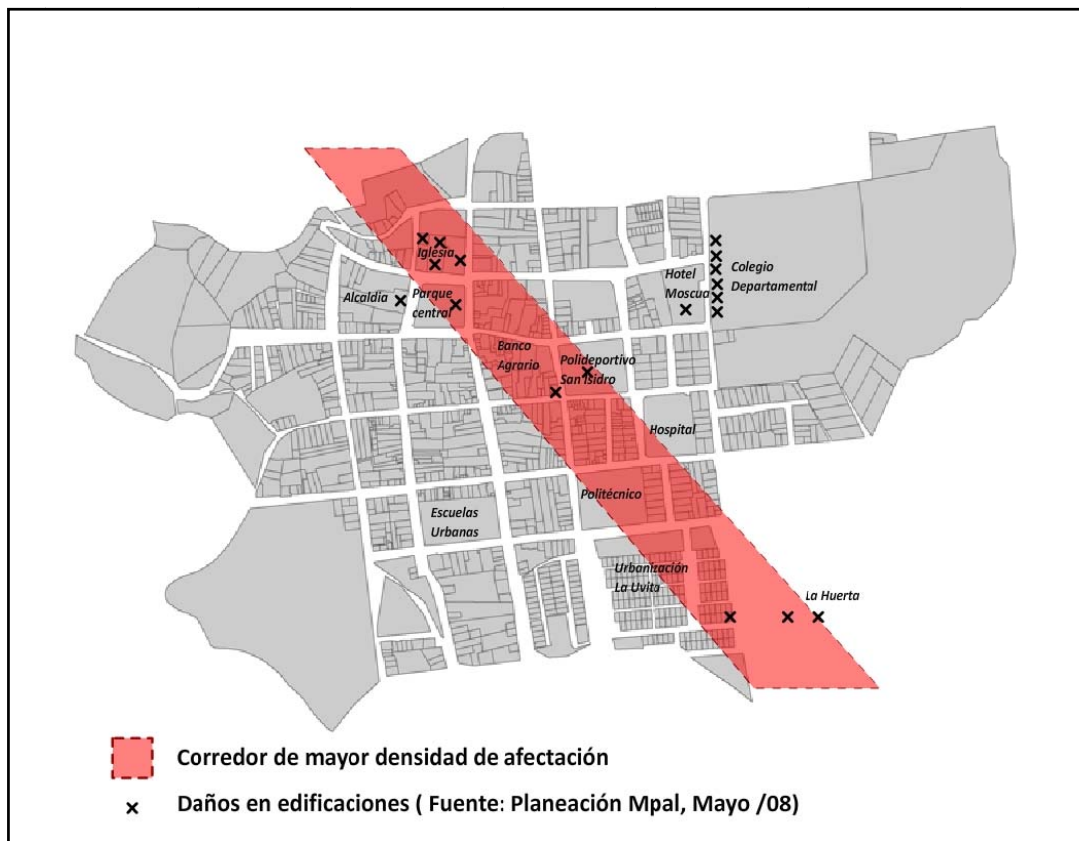 Iglesia
Alcaldía
Parque
central
Hotel
Moscua
Colegio
Departamental
Banco
Agrario
Polideportivo
San Isidro
Hospital
Politécnico
Escuelas
Urbanas
Urbanización
La Uvita
La Huerta
Corredor de mayor densidad de afectación
Daños en edificaciones ( Fuente: Planeación Mpal, Mayo /08)